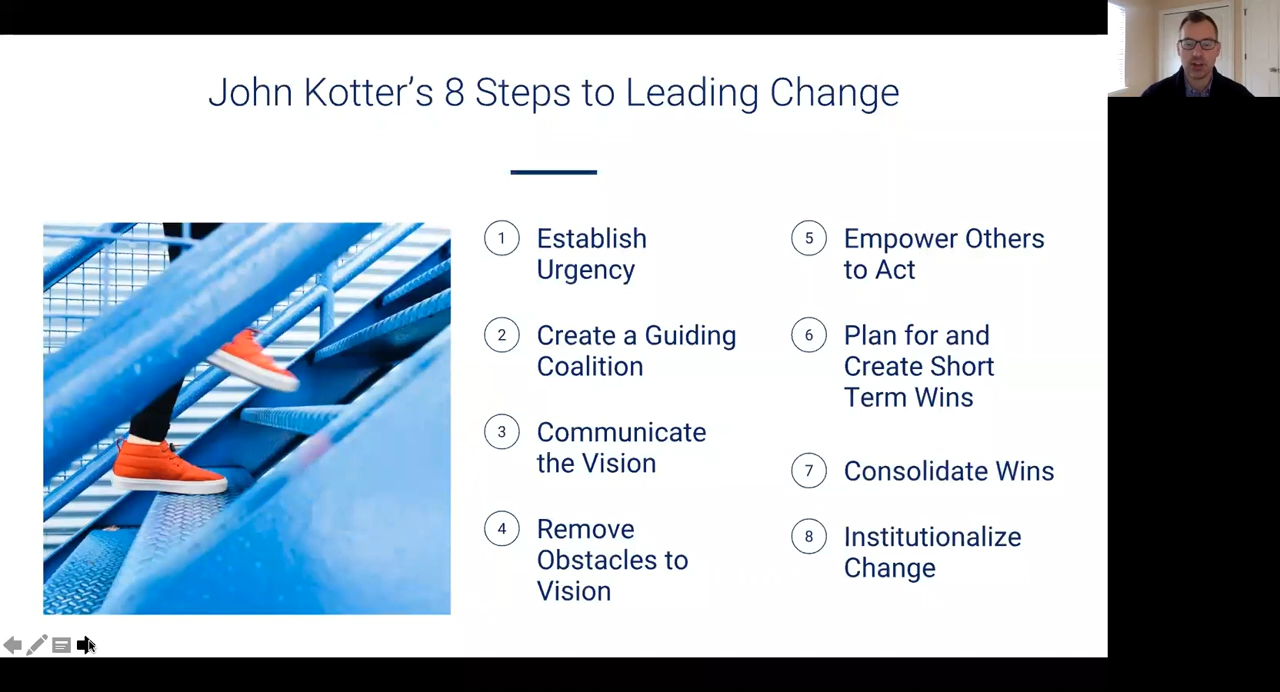 John Kotter's 8 Steps to Leading Change
1
Establish
Urgency
2
Create a Guiding
Coalition
3
Communicate
the Vision
4
Remove
Obstacles to
Vision
5
Empower Others
to Act
6
Plan for and
Create Short
Term Wins
7
Consolidate Wins
8
Institutionalize
Change